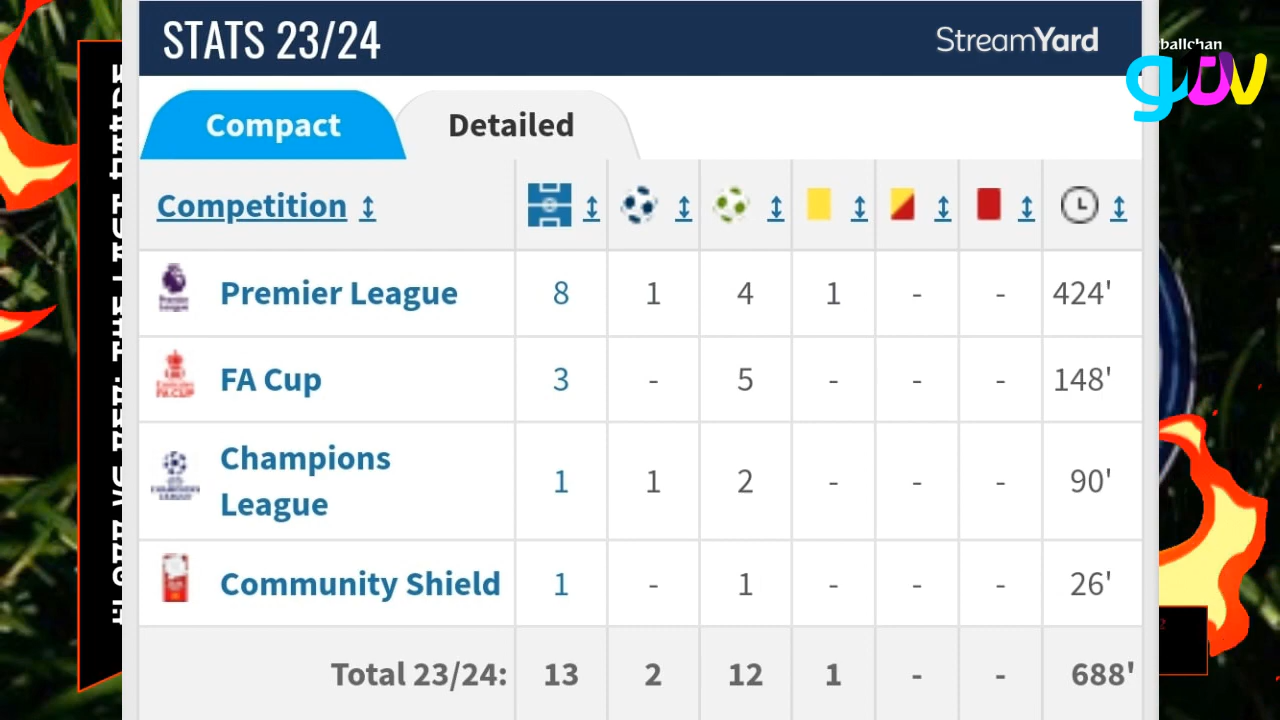 STATS 23/24
StreamYard
ballchan
guv
Compact
Detailed
Competition
Premier League 8 1 4 1 - - 424'
FA Cup 3 - 5 - - - 148'
Champions
League 1 1 2 - - - 90'
Community Shield 1 - 1 - - - 26'
Total 23/24: 13 2 12 1 - - 688'